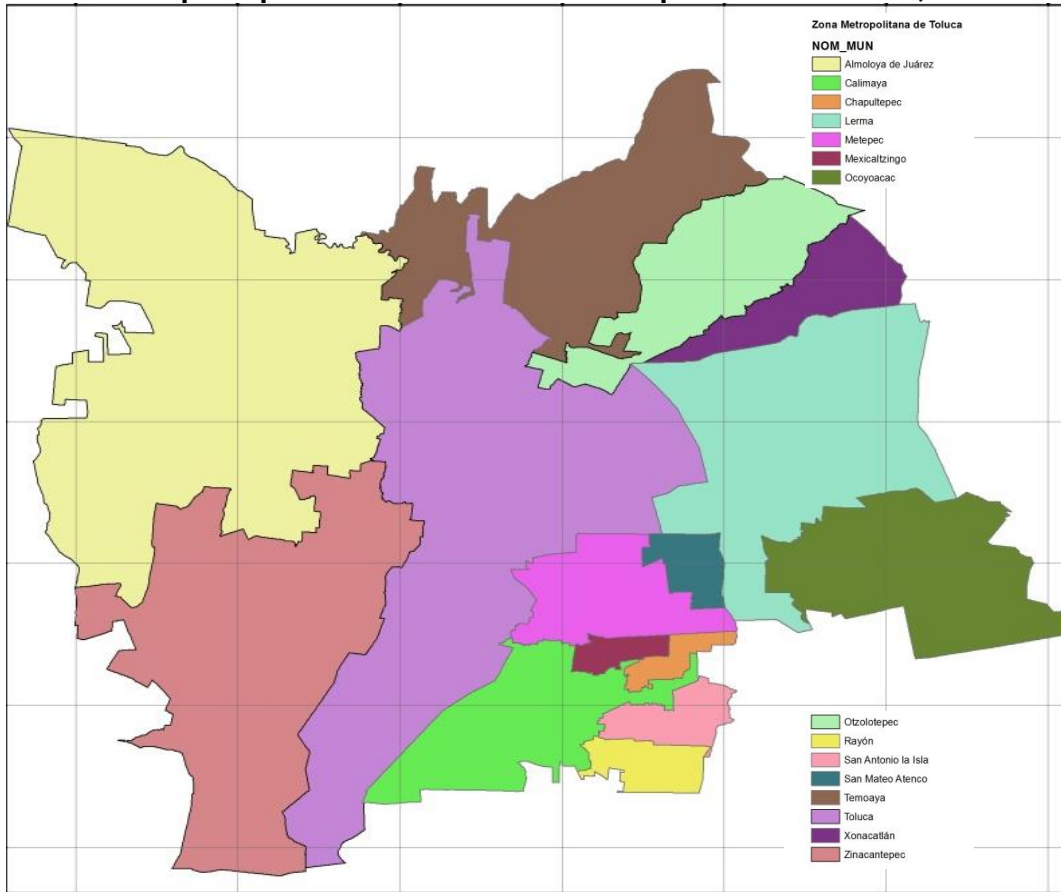 Zona Metropolitana de Toluca
NOM_MUN
Almoloya de Juárez
Calimaya
Chapultepec
Lerma
Metepec
Mexicaltzingo
Ocoyoacac
Otzolotepec
Rayón
San Antonio la Isla
San Mateo Atenco
Temoaya
Toluca
Xonacatlán
Zinacantepec